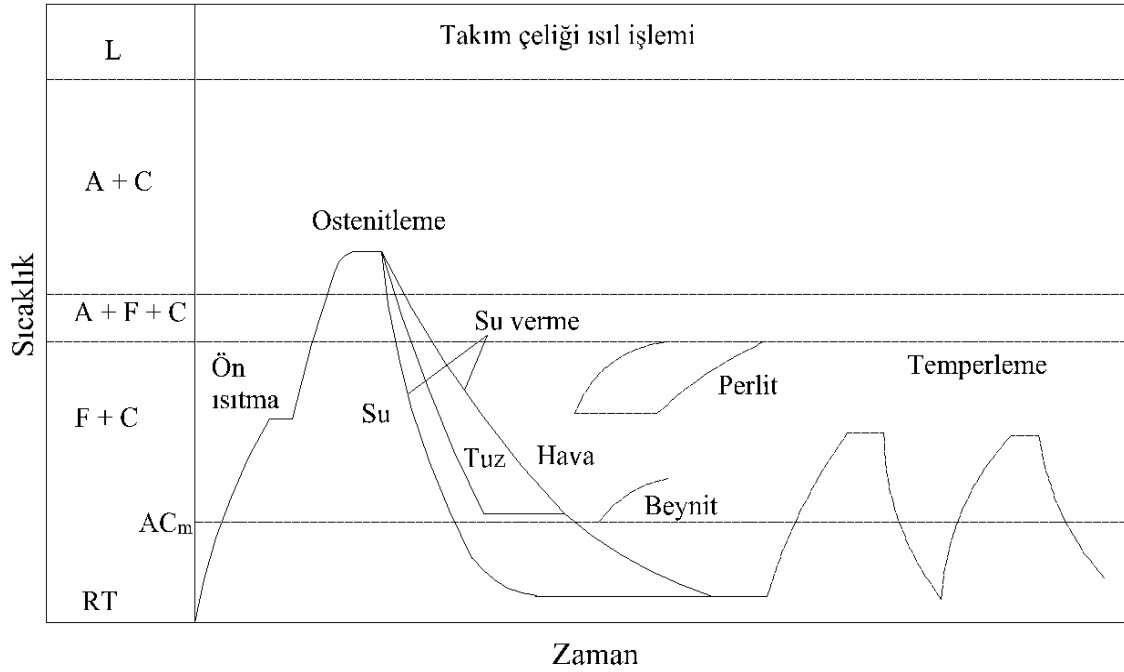 L
Takım çeliği ısıl işlemi
A + C
Ostenitleme
Sıcaklık
A + F + C
Su verme
Ön
ısıtma
Perlit
Temperleme
F + C
Su
Tuz
Hava
Beynit
ACm
RT
Zaman